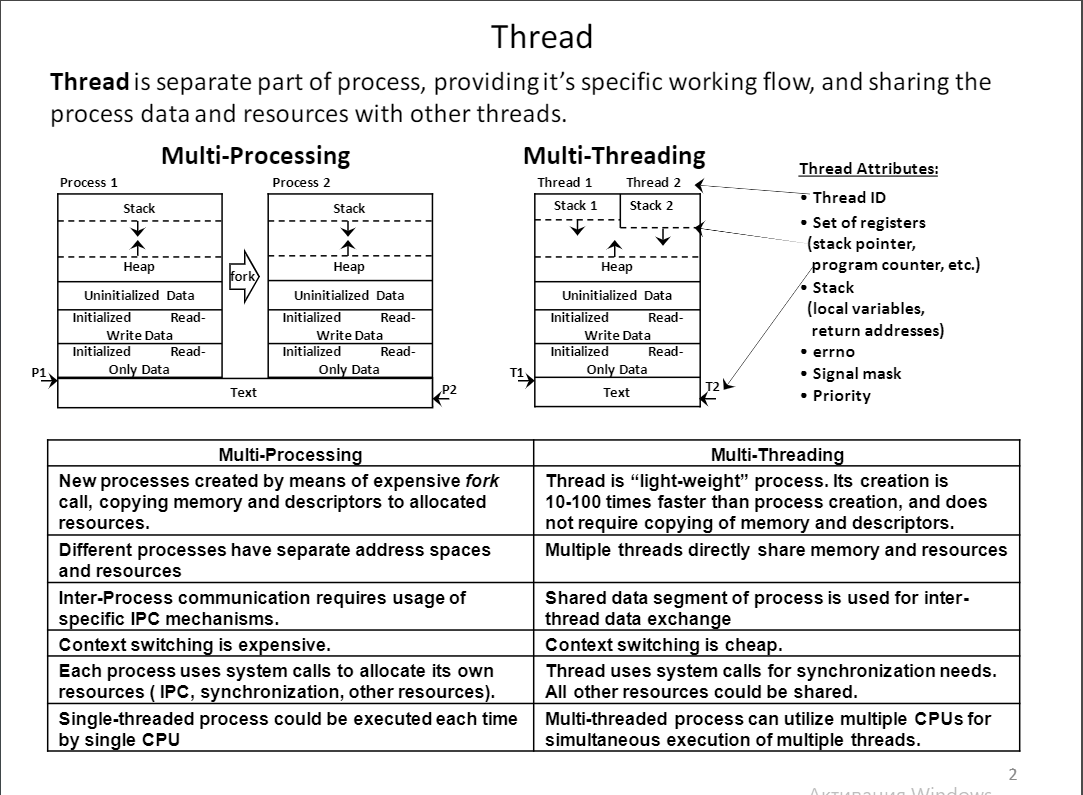 Thread
Thread is separate part of process, providing it’s specific working flow, and sharing the
process data and resources with other threads.
Multi-Processing
Process 1
Process 2
Stack
Stack
Heap
Heap
fork
Uninitialized Data
Uninitialized Data
Initialized Read-
Write Data
Initialized Read-
Write Data
Initialized Read-
Only Data
Initialized Read-
Only Data
P1
Text
P2
Multi-Threading
Thread 1
Thread 2
Stack 1
Stack 2
Heap
Uninitialized Data
Initialized Read-
Write Data
Initialized Read-
Only Data
T1
Text
T2
Thread Attributes:
• Thread ID
• Set of registers
(stack pointer,
program counter, etc.)
• Stack
(local variables,
return addresses)
• errno
• Signal mask
• Priority
Multi-Processing
Multi-Threading
New processes created by means of expensive fork
call, copying memory and descriptors to allocated
resources.
Thread is “light-weight” process. Its creation is
10-100 times faster than process creation, and does
not require copying of memory and descriptors.
Different processes have separate address spaces
and resources
Multiple threads directly share memory and resources
Inter-Process communication requires usage of
specific IPC mechanisms.
Shared data segment of process is used for inter-
thread data exchange
Context switching is expensive.
Context switching is cheap.
Each process uses system calls to allocate its own
resources ( IPC, synchronization, other resources).
Thread uses system calls for synchronization needs.
All other resources could be shared.
Single-threaded process could be executed each time
by single CPU
Multi-threaded process can utilize multiple CPUs for
simultaneous execution of multiple threads.
2
Активация Windows